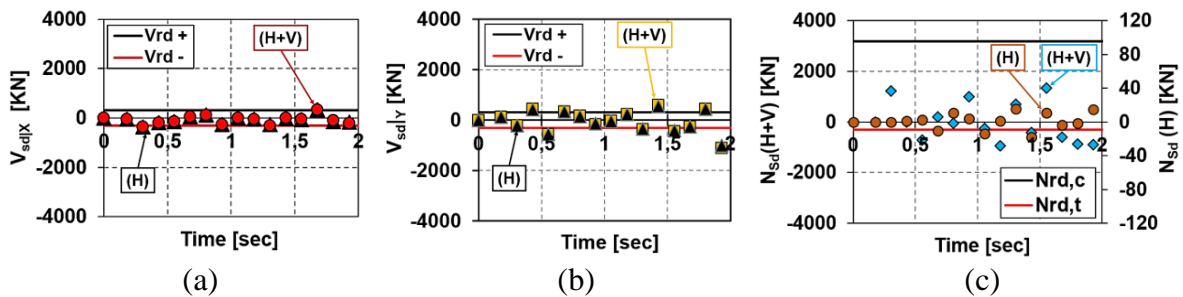 4000
2000
0
-2000
-4000
V_sd|X [KN]
Vrd +
Vrd -
(H+V)
(H)
0 0,5 1 1,5 2
Time [sec]
(a)
4000
2000
0
-2000
-4000
V_sd|Y [KN]
Vrd +
Vrd -
(H+V)
(H)
0 0,5 1 1,5 2
Time [sec]
(b)
4000
2000
0
-2000
-4000
N_Sd(H+V) [KN]
(H)
(H+V)
Nrd,c
Nrd,t
0 0,5 1 1,5 2
120
80
40
0
-40
-80
-120
N_Sd (H) [KN]
Time [sec]
(c)